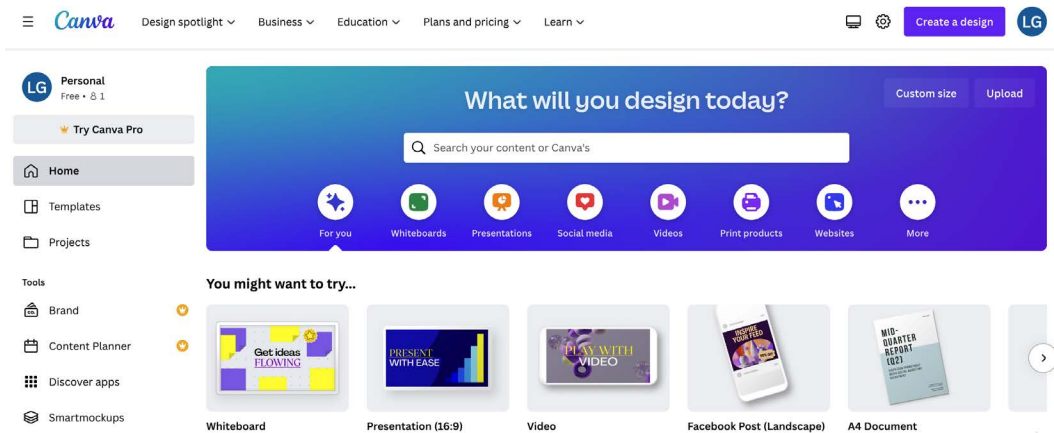 Canva
Design spotlight
Business
Education
Plans and pricing
Learn
Create a design
LG
LG
Personal
Free • 1
Try Canva Pro
Home
Templates
Projects
Tools
Brand
Content Planner
Discover apps
Smartmockups
What will you design today?
Custom size
Upload
Search your content or Canva's
For you
Whiteboards
Presentations
Social media
Videos
Print products
Websites
More
You might want to try...
Get ideas
FLOWING
Whiteboard
PRESENT
WITH EASE
Presentation (16:9)
PLAY WITH
VIDEO
Video
INSPIRE
YOUR FEED
Facebook Post (Landscape)
MID-
QUARTER
REPORT
(Q2)
A4 Document